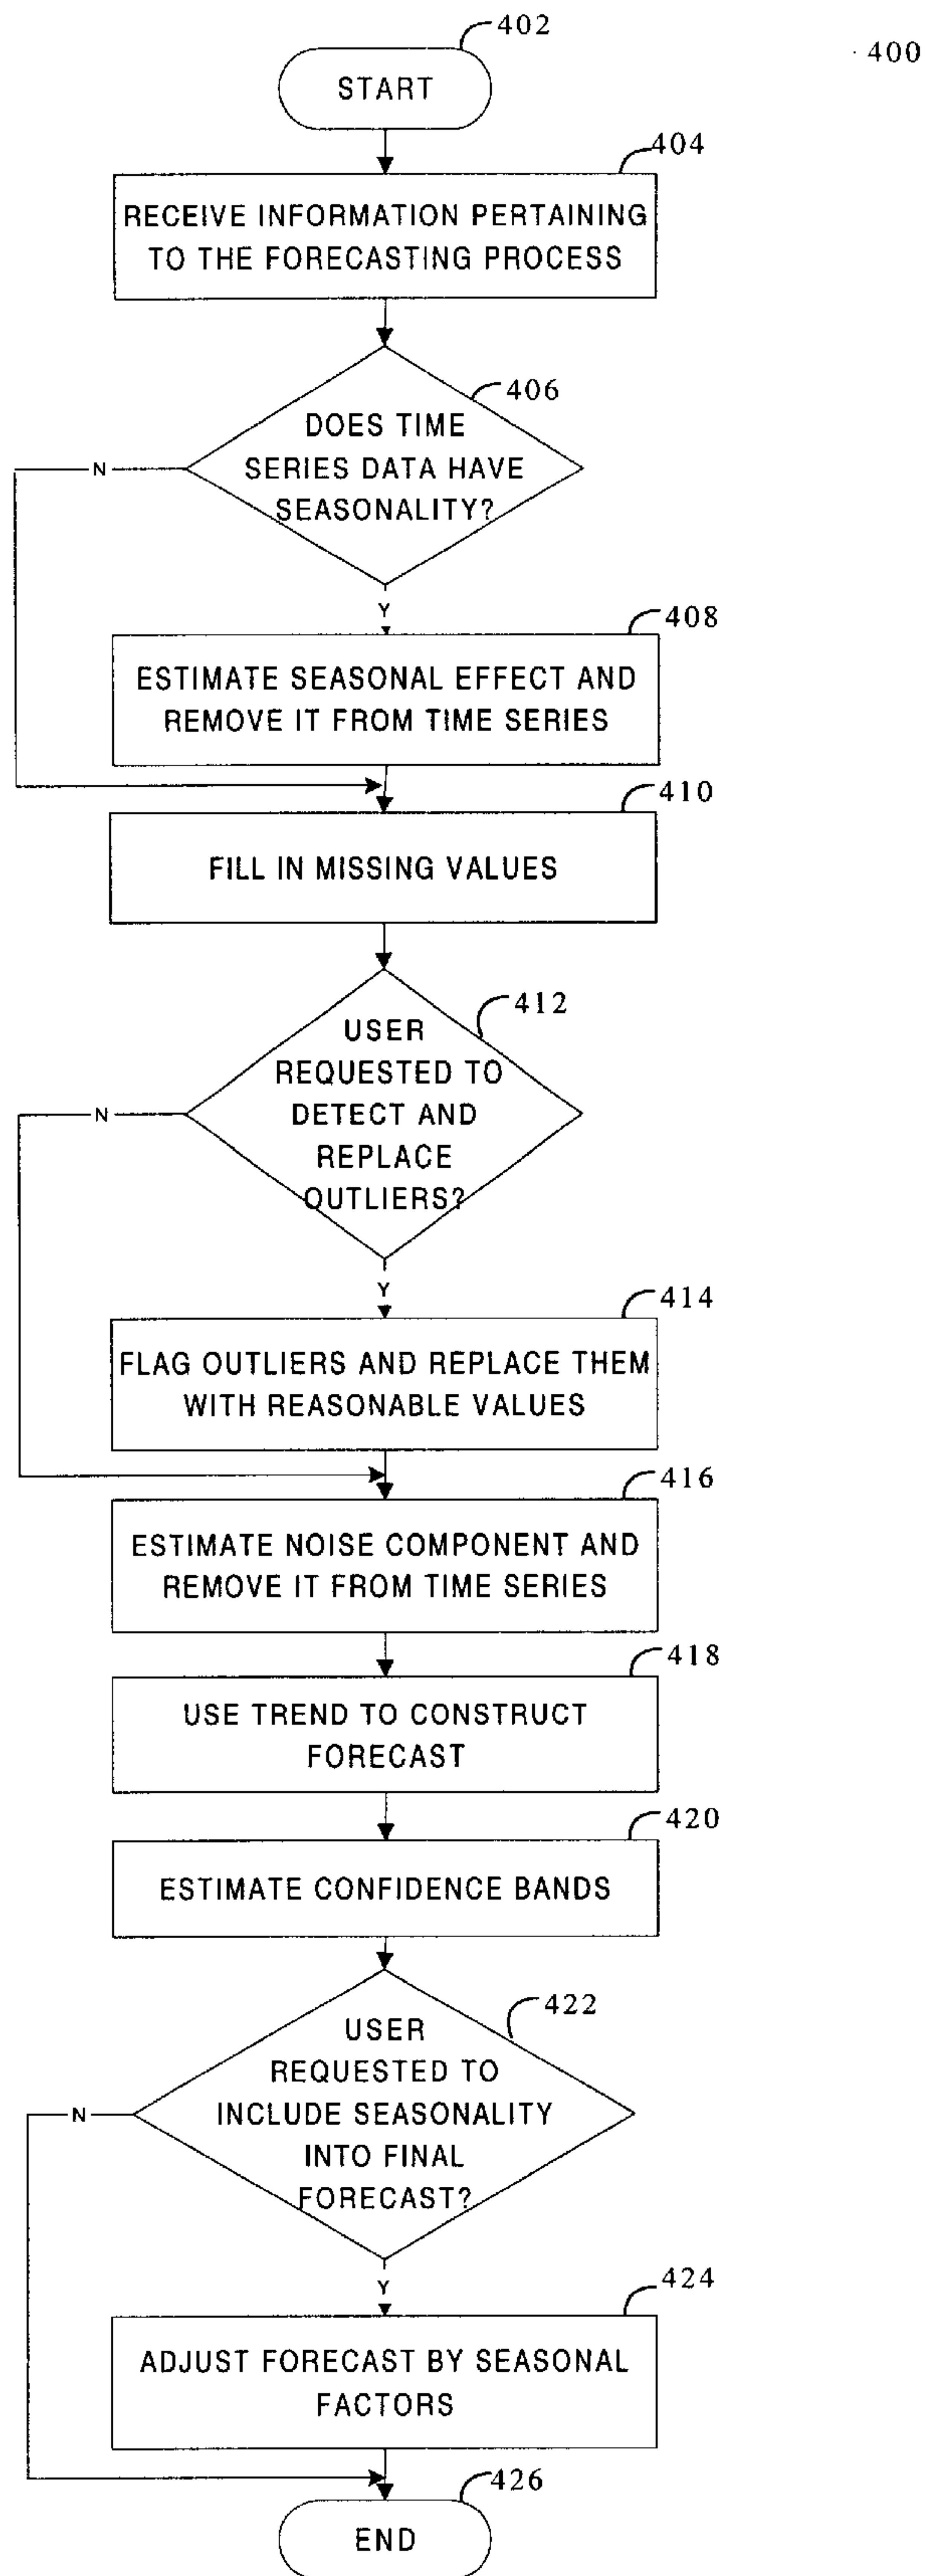 402
400
START
404
RECEIVE INFORMATION PERTAINING
TO THE FORECASTING PROCESS
406
DOES TIME
SERIES DATA HAVE
SEASONALITY?
N
Y
408
ESTIMATE SEASONAL EFFECT AND
REMOVE IT FROM TIME SERIES
410
FILL IN MISSING VALUES
412
USER
REQUESTED TO
DETECT AND
REPLACE
OUTLIERS?
N
Y
414
FLAG OUTLIERS AND REPLACE THEM
WITH REASONABLE VALUES
416
ESTIMATE NOISE COMPONENT AND
REMOVE IT FROM TIME SERIES
418
USE TREND TO CONSTRUCT
FORECAST
420
ESTIMATE CONFIDENCE BANDS
422
USER
REQUESTED TO
INCLUDE SEASONALITY
INTO FINAL
FORECAST?
N
Y
424
ADJUST FORECAST BY SEASONAL
FACTORS
426
END